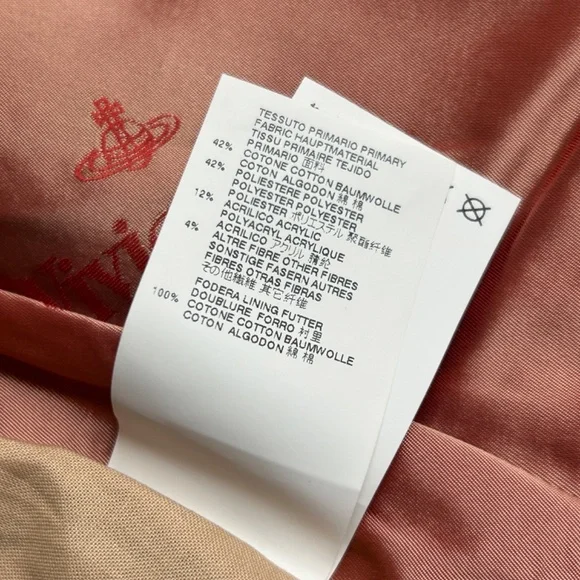 Vivie
TESSUTO PRIMARIO PRIMARY
FABRIC HAUPTMATERIAL
TISSU PRIMAIRE TEJIDO
PRIMARIO 面料
42% COTONE COTTON BAUMWOLLE
COTON ALGODON 綿 棉
42% POLIESTERE POLYESTER
POLYESTER POLYESTER
POLIESTER ポリエステル 聚酯纤维
12% ACRILICO ACRYLIC
POLYACRYL ACRYLIQUE
ACRILICO アクリル 腈纶
4% ALTRE FIBRE OTHER FIBRES
SONSTIGE FASERN AUTRES
FIBRES OTRAS FIBRAS
その他繊維 其它纤维
FODERA LINING FUTTER
DOUBLURE FORRO 衬里
100% COTONE COTTON BAUMWOLLE
COTON ALGODON 綿 棉